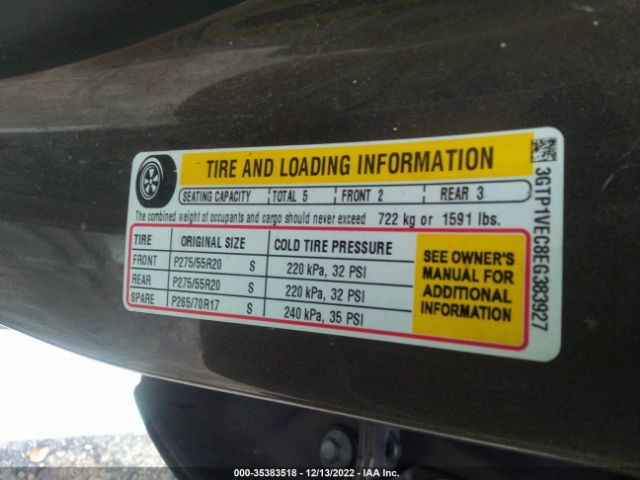 TIRE AND LOADING INFORMATION
SEATING CAPACITY TOTAL 5 FRONT 2 REAR 3
The combined weight of occupants and cargo should never exceed 722 kg or 1591 lbs.
TIRE ORIGINAL SIZE COLD TIRE PRESSURE
FRONT P275/55R20 S 220 kPa, 32 PSI
REAR P275/55R20 S 220 kPa, 32 PSI
SPARE P265/70R17 S 240 kPa, 35 PSI
SEE OWNER'S
MANUAL FOR
ADDITIONAL
INFORMATION
3GTP1VEC8EG383927
000-35383518 - 12/13/2022 - IAA Inc.